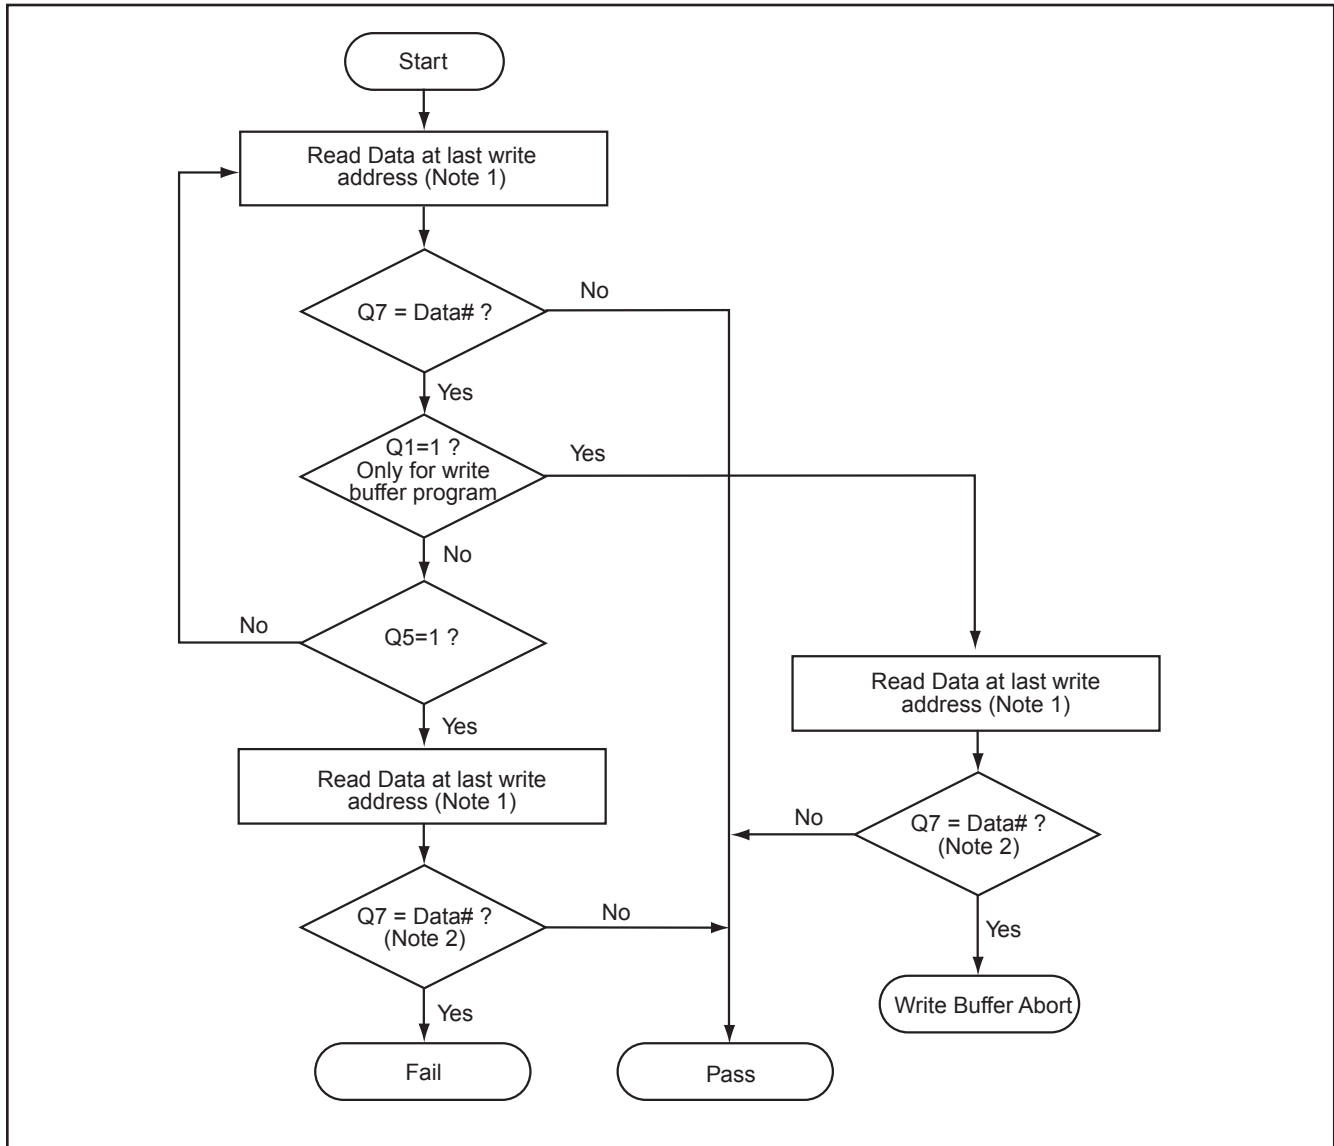 Start
Read Data at last write
address (Note 1)
Q7 = Data# ?
No
Yes
Q1=1 ?
Only for write
buffer program
Yes
No
Q5=1 ?
No
Yes
Read Data at last write
address (Note 1)
Q7 = Data# ?
(Note 2)
No
Yes
Fail
Pass
Read Data at last write
address (Note 1)
Q7 = Data# ?
(Note 2)
No
Yes
Write Buffer Abort